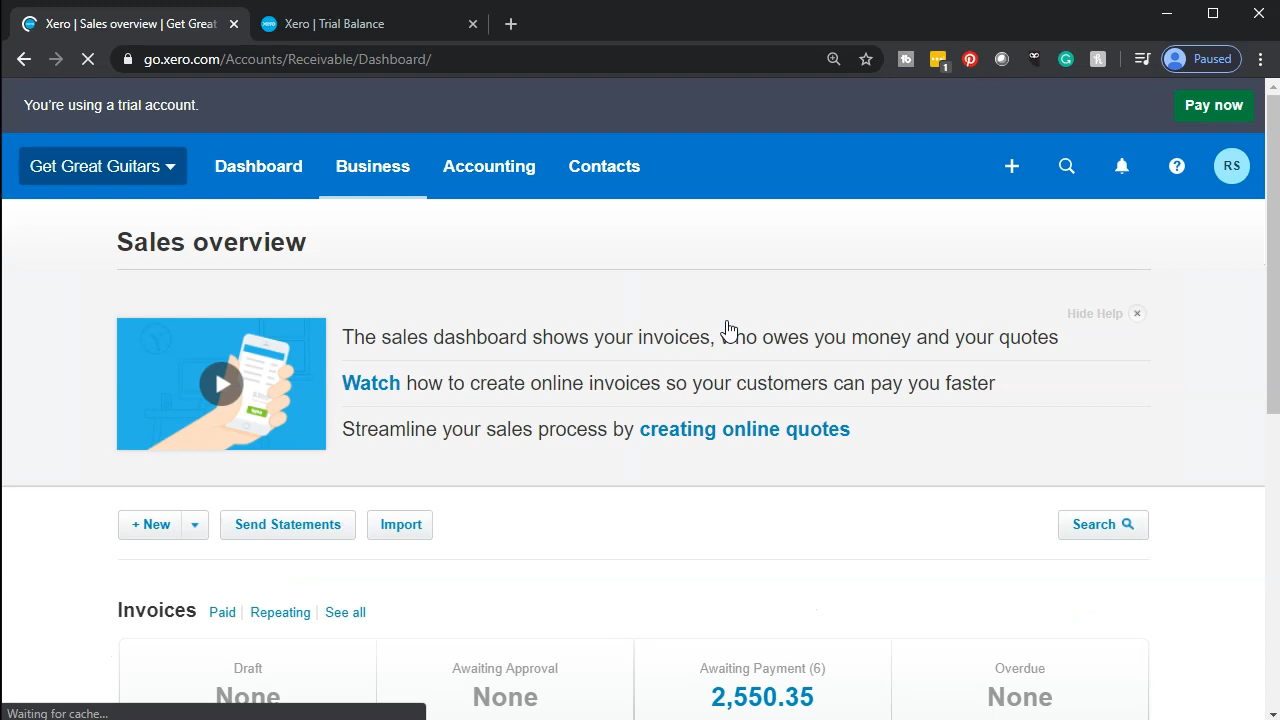 Xero | Sales overview | Get Great
Xero | Trial Balance
go.xero.com/Accounts/Receivable/Dashboard/
1
Paused
You're using a trial account.
Pay now
Get Great Guitars
Dashboard
Business
Accounting
Contacts
RS
Sales overview
Hide Help
The sales dashboard shows your invoices, who owes you money and your quotes
Watch how to create online invoices so your customers can pay you faster
Streamline your sales process by creating online quotes
+ New
Send Statements
Import
Search
Invoices Paid Repeating See all
Draft
None
Awaiting Approval
None
Awaiting Payment (6)
2,550.35
Overdue
None
Waiting for cache...